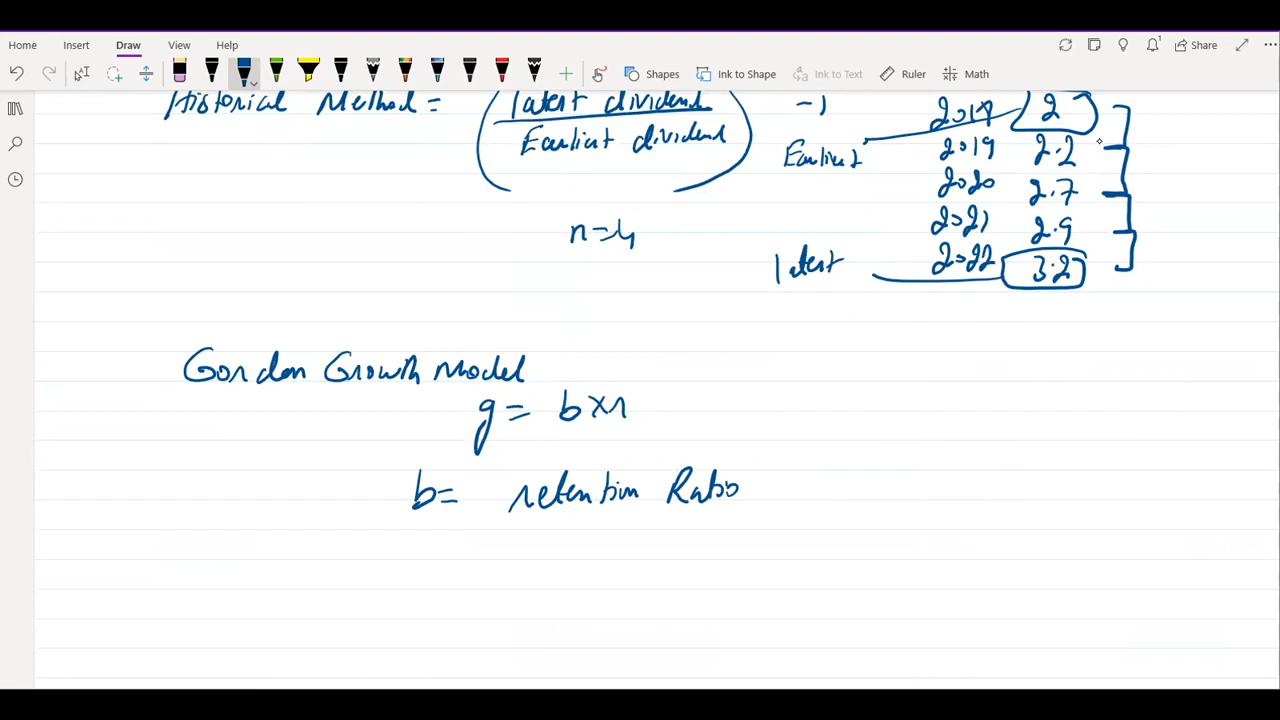 Home Insert Draw View Help
Share
Shapes Ink to Shape Ink to Text Ruler Math
Historical Method = latest dividend -1
Earliest dividend
2
Earliest 2019 2.2
2020 2.7
n=4 2021 2.9
latest 2022 3.2
Gordon Growth Model
g = b×r
b= retention Ratio